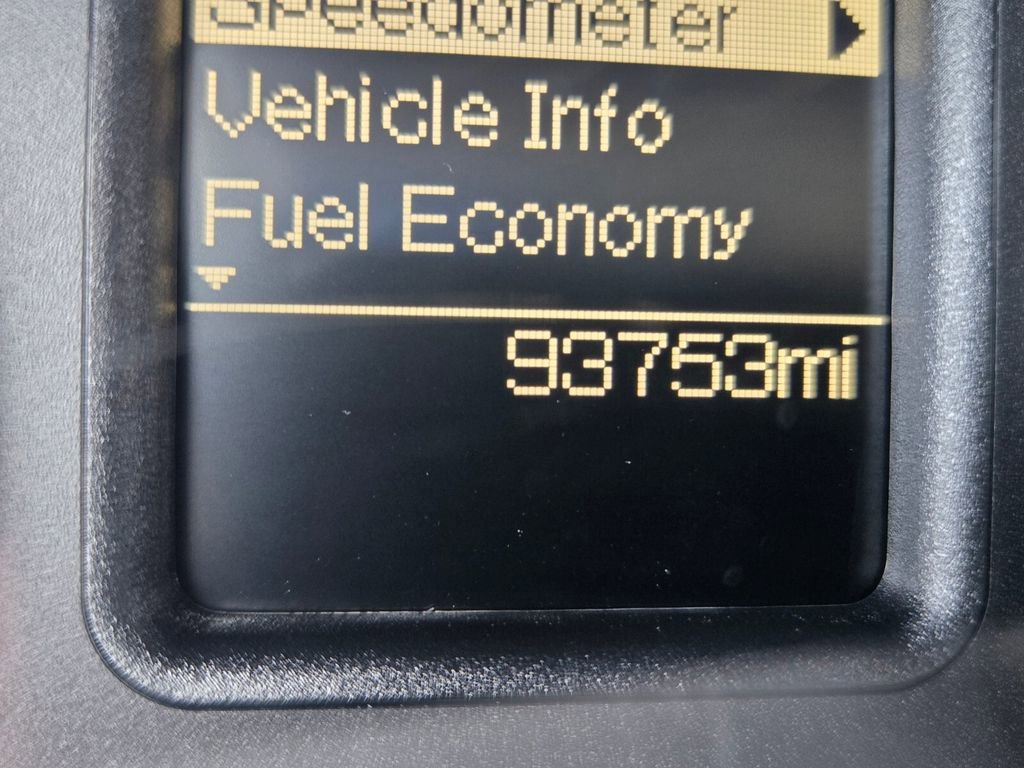 Speedometer
Vehicle Info
Fuel Economy
93753mi